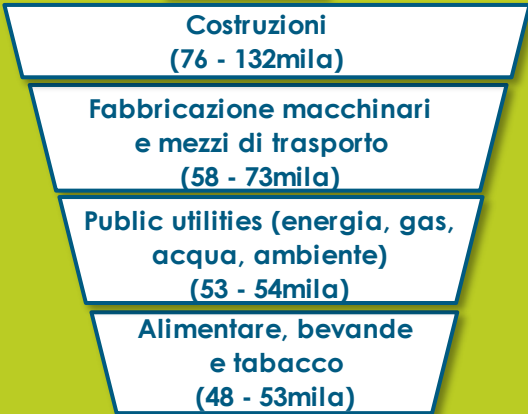 Costruzioni
(76 - 132mila)
Fabbricazione macchinari
e mezzi di trasporto
(58 - 73mila)
Public utilities (energia, gas,
acqua, ambiente)
(53 - 54mila)
Alimentare, bevande
e tabacco
(48 - 53mila)